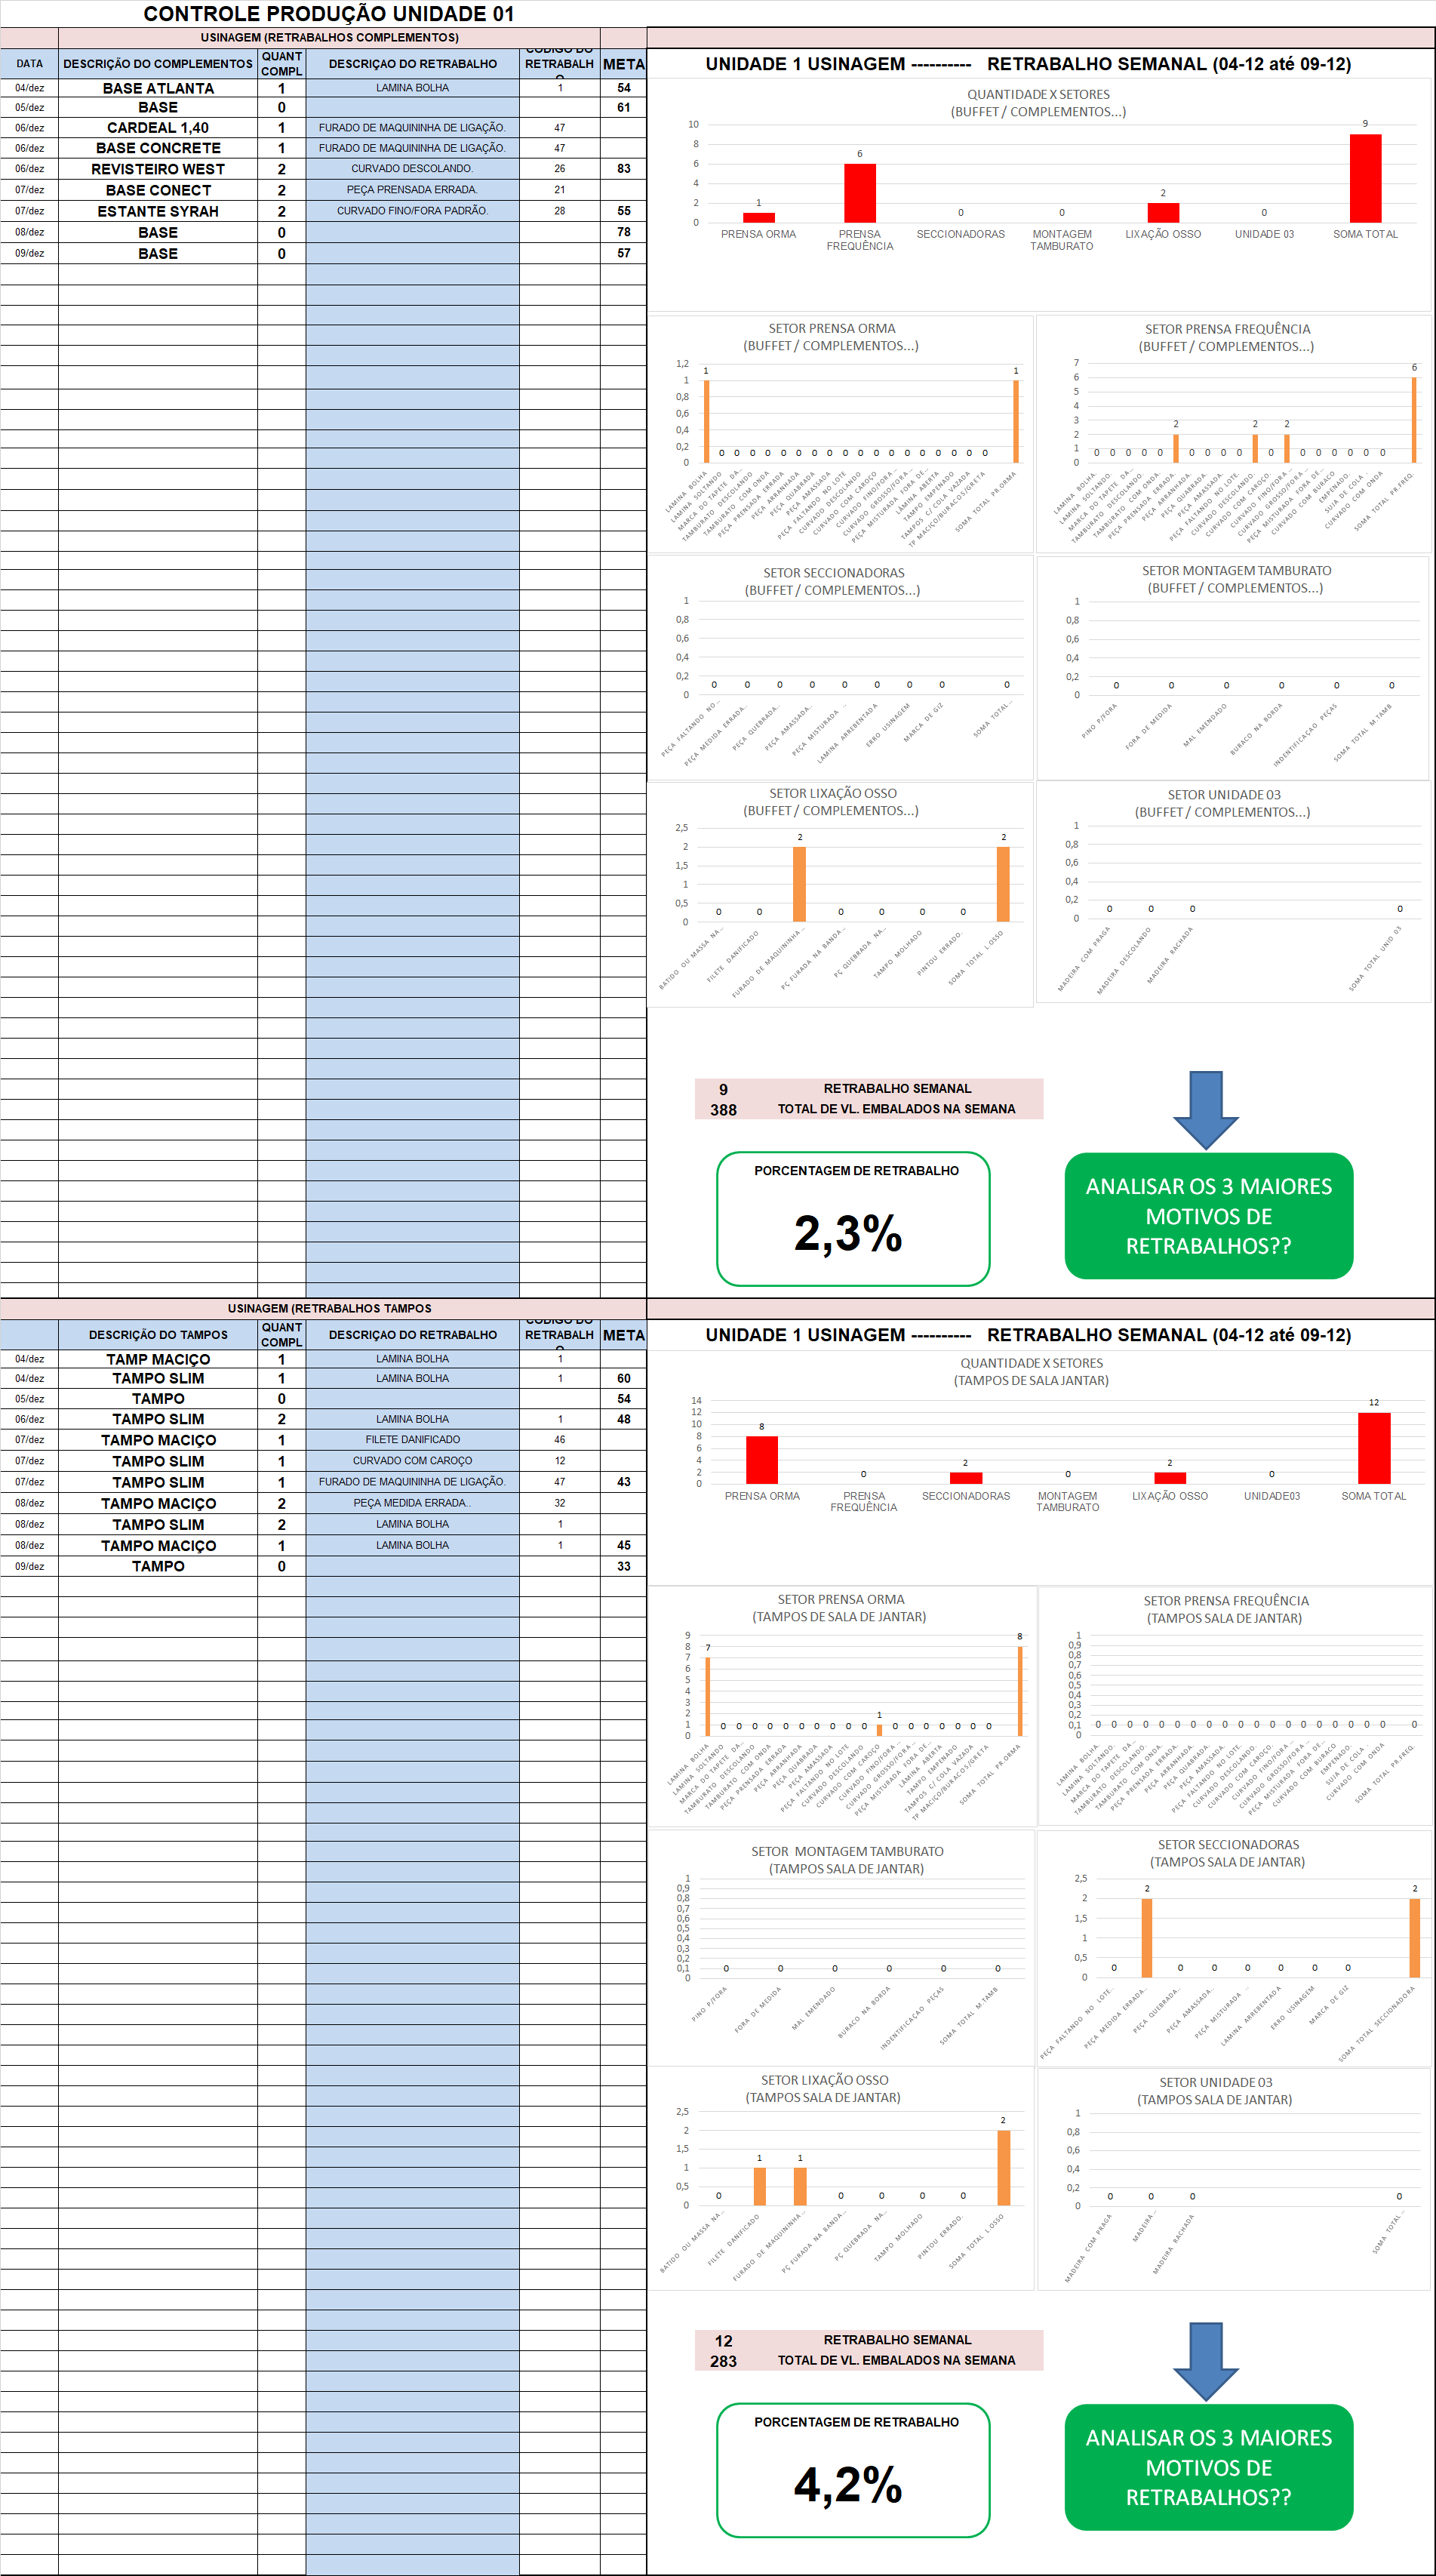 CONTROLE PRODUÇÃO UNIDADE 01
USINAGEM (RETRABALHOS COMPLEMENTOS)
DATA DESCRIÇÃO DO COMPLEMENTOS QUANT COMPL DESCRIÇAO DO RETRABALHO CODIGO DO RETRABALH O META
04/dez BASE ATLANTA 1 LAMINA BOLHA 1 54
05/dez BASE 0 61
06/dez CARDEAL 1,40 1 FURADO DE MAQUININHA DE LIGAÇÃO. 47
06/dez BASE CONCRETE 1 FURADO DE MAQUININHA DE LIGAÇÃO. 47
06/dez REVISTEIRO WEST 2 CURVADO DESCOLANDO. 26 83
07/dez BASE CONECT 2 PEÇA PRENSADA ERRADA. 21
07/dez ESTANTE SYRAH 2 CURVADO FINO/FORA PADRÃO. 28 55
08/dez BASE 0 78
09/dez BASE 0 57
UNIDADE 1 USINAGEM ---------- RETRABALHO SEMANAL (04-12 até 09-12)
QUANTIDADE X SETORES
(BUFFET / COMPLEMENTOS...)
10
8
6
4
2
0
1 6 0 0 2 0 9
PRENSA ORMA PRENSA FREQUÊNCIA SECCIONADORAS MONTAGEM TAMBURATO LIXAÇÃO OSSO UNIDADE 03 SOMA TOTAL
SETOR PRENSA ORMA
(BUFFET / COMPLEMENTOS...)
1,2
1
0,8
0,6
0,4
0,2
0
1 0 0 0 0 0 0 0 0 0 0 0 0 0 0 0 0 0 0 1
LAMINA BOLHA
LAMINA SOLTANDO
MARCA DO TAPETE DA...
TAMBURATO DESCOLANDO
TAMBURATO COM ONDA
PEÇA PRENSADA ERRADA
PEÇA ARRANHADA
PEÇA QUEBRADA
PEÇA AMASSADA
PEÇA FALTANDO NO LOTE
CURVADO DESCOLANDO
CURVADO COM CAROÇO
CURVADO FINO/FORA...
CURVADO GROSSO/FORA...
PEÇA MISTURADA FORA DE...
LÂMINA ABERTA
TAMPO EMPENADO
TAMPOS C/ COLA VAZADA
TP MACIÇO/BURACOS/GRETA
SOMA TOTAL PR.ORMA
SETOR PRENSA FREQUÊNCIA
(BUFFET / COMPLEMENTOS...)
7
6
5
4
3
2
1
0
0 0 0 0 0 2 0 0 0 0 2 0 2 0 0 0 0 0 0 6
LAMINA BOLHA.
LAMINA SOLTANDO.
MARCA DO TAPETE DA...
TAMBURATO DESCOLANDO.
TAMBURATO COM ONDA.
PEÇA PRENSADA ERRADA.
PEÇA ARRANHADA.
PEÇA QUEBRADA.
PEÇA AMASSADA.
PEÇA FALTANDO NO LOTE.
CURVADO DESCOLANDO.
CURVADO COM CAROÇO.
CURVADO FINO/FORA...
CURVADO GROSSO/FORA...
PEÇA MISTURADA FORA DE...
CURVADO COM BURACO
EMPENADO.
SUJA DE COLA .
CURVADO COM ONDA
SOMA TOTAL PR.FREQ.
SETOR SECCIONADORAS
(BUFFET / COMPLEMENTOS...)
1
0,8
0,6
0,4
0,2
0
0 0 0 0 0 0 0 0 0
PEÇA FALTANDO NO...
PEÇA MEDIDA ERRADA..
PEÇA QUEBRADA..
PEÇA AMASSADA..
PEÇA MISTURADA ...
LAMINA ARREBENTADA
ERRO USINAGEM
MARCA DE GIZ
SOMA TOTAL...
SETOR MONTAGEM TAMBURATO
(BUFFET / COMPLEMENTOS...)
1
0,8
0,6
0,4
0,2
0
0 0 0 0 0 0
PINO P/FORA
FORA DE MEDIDA
MAL EMENDADO
BURACO NA BORDA
INDENTIFICAÇAO PEÇAS
SOMA TOTAL M.TAMB
SETOR LIXAÇÃO OSSO
(BUFFET / COMPLEMENTOS...)
2,5
2
1,5
1
0,5
0
0 0 2 0 0 0 0 2
BATIDO OU MASSA NA...
FILETE DANIFICADO
FURADO DE MAQUININHA...
PÇ FURADA NA BANDA...
PÇ QUEBRADA NA...
TAMPO MOLHADO
PINTOU ERRADO.
SOMA TOTAL L.OSSO
SETOR UNIDADE 03
(BUFFET / COMPLEMENTOS...)
1
0,8
0,6
0,4
0,2
0
0 0 0 0
MADEIRA COM PRAGA
MADEIRA DESCOLANDO
MADEIRA RACHADA
SOMA TOTAL UNID 03
9 RETRABALHO SEMANAL
388 TOTAL DE VL. EMBALADOS NA SEMANA
PORCENTAGEM DE RETRABALHO
2,3%
ANALISAR OS 3 MAIORES
MOTIVOS DE
RETRABALHOS??
USINAGEM (RETRABALHOS TAMPOS
DESCRIÇÃO DO TAMPOS QUANT COMPL DESCRIÇAO DO RETRABALHO CODIGO DO RETRABALH O META
04/dez TAMP MACIÇO 1 LAMINA BOLHA 1
04/dez TAMPO SLIM 1 LAMINA BOLHA 1 60
05/dez TAMPO 0 54
06/dez TAMPO SLIM 2 LAMINA BOLHA 1 48
07/dez TAMPO MACIÇO 1 FILETE DANIFICADO 46
07/dez TAMPO SLIM 1 CURVADO COM CAROÇO 12
07/dez TAMPO SLIM 1 FURADO DE MAQUININHA DE LIGAÇÃO. 47 43
08/dez TAMPO MACIÇO 2 PEÇA MEDIDA ERRADA.. 32
08/dez TAMPO SLIM 2 LAMINA BOLHA 1
08/dez TAMPO MACIÇO 1 LAMINA BOLHA 1 45
09/dez TAMPO 0 33
UNIDADE 1 USINAGEM ---------- RETRABALHO SEMANAL (04-12 até 09-12)
QUANTIDADE X SETORES
(TAMPOS DE SALA JANTAR)
14
12
10
8
6
4
2
0
8 0 2 0 2 0 12
PRENSA ORMA PRENSA FREQUÊNCIA SECCIONADORAS MONTAGEM TAMBURATO LIXAÇÃO OSSO UNIDADE03 SOMA TOTAL
SETOR PRENSA ORMA
(TAMPOS DE SALA DE JANTAR)
9
8
7
6
5
4
3
2
1
0
7 0 0 0 0 0 0 0 0 0 0 1 0 0 0 0 0 0 0 8
LAMINA BOLHA
LAMINA SOLTANDO
MARCA DO TAPETE DA...
TAMBURATO DESCOLANDO
TAMBURATO COM ONDA
PEÇA PRENSADA ERRADA
PEÇA ARRANHADA
PEÇA QUEBRADA
PEÇA AMASSADA
PEÇA FALTANDO NO LOTE
CURVADO DESCOLANDO
CURVADO COM CAROÇO
CURVADO FINO/FORA...
CURVADO GROSSO/FORA...
PEÇA MISTURADA FORA DE...
LÂMINA ABERTA
TAMPO EMPENADO
TAMPOS C/ COLA VAZADA
TP MACIÇO/BURACOS/GRETA
SOMA TOTAL PR.ORMA
SETOR PRENSA FREQUÊNCIA
(TAMPOS SALA DE JANTAR)
1
0,9
0,8
0,7
0,6
0,5
0,4
0,3
0,2
0,1
0
0 0 0 0 0 0 0 0 0 0 0 0 0 0 0 0 0 0 0 0
LAMINA BOLHA.
LAMINA SOLTANDO.
MARCA DO TAPETE DA...
TAMBURATO DESCOLANDO.
TAMBURATO COM ONDA.
PEÇA PRENSADA ERRADA.
PEÇA ARRANHADA.
PEÇA QUEBRADA.
PEÇA AMASSADA.
PEÇA FALTANDO NO LOTE.
CURVADO DESCOLANDO.
CURVADO COM CAROÇO.
CURVADO FINO/FORA...
CURVADO GROSSO/FORA...
PEÇA MISTURADA FORA DE...
CURVADO COM BURACO
EMPENADO.
SUJA DE COLA .
CURVADO COM ONDA
SOMA TOTAL PR.FREQ.
SETOR MONTAGEM TAMBURATO
(TAMPOS SALA DE JANTAR)
1
0,9
0,8
0,7
0,6
0,5
0,4
0,3
0,2
0,1
0
0 0 0 0 0 0
PINO P/FORA
FORA DE MEDIDA
MAL EMENDADO
BURACO NA BORDA
INDENTIFICAÇAO PEÇAS
SOMA TOTAL M.TAMB
SETOR SECCIONADORAS
(TAMPOS SALA DE JANTAR)
2,5
2
1,5
1
0,5
0
0 2 0 0 0 0 0 0 2
PEÇA FALTANDO NO LOTE..
PEÇA MEDIDA ERRADA..
PEÇA QUEBRADA..
PEÇA AMASSADA..
PEÇA MISTURADA ...
LAMINA ARREBENTADA
ERRO USINAGEM
MARCA DE GIZ
SOMA TOTAL SECCIONADORA
SETOR LIXAÇÃO OSSO
(TAMPOS SALA DE JANTAR)
2,5
2
1,5
1
0,5
0
0 1 1 0 0 0 0 2
BATIDO OU MASSA NA...
FILETE DANIFICADO
FURADO DE MAQUININHA...
PÇ FURADA NA BANDA...
PÇ QUEBRADA NA...
TAMPO MOLHADO
PINTOU ERRADO.
SOMA TOTAL L.OSSO
SETOR UNIDADE 03
(TAMPOS SALA DE JANTAR)
1
0,8
0,6
0,4
0,2
0
0 0 0 0
MADEIRA COM PRAGA
MADEIRA...
MADEIRA RACHADA
SOMA TOTAL...
12 RETRABALHO SEMANAL
283 TOTAL DE VL. EMBALADOS NA SEMANA
PORCENTAGEM DE RETRABALHO
4,2%
ANALISAR OS 3 MAIORES
MOTIVOS DE
RETRABALHOS??